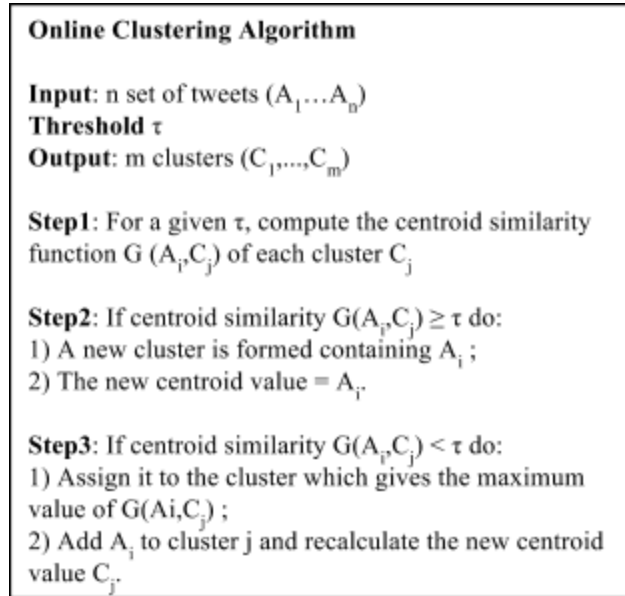 Online Clustering Algorithm
Input: n set of tweets (A₁…Aₙ)
Threshold τ
Output: m clusters (C₁,...,Cₘ)
Step1: For a given τ, compute the centroid similarity
function G (Aᵢ,Cⱼ) of each cluster Cⱼ
Step2: If centroid similarity G(Aᵢ,Cⱼ) ≥ τ do:
1) A new cluster is formed containing Aᵢ ;
2) The new centroid value = Aᵢ.
Step3: If centroid similarity G(Aᵢ,Cⱼ) < τ do:
1) Assign it to the cluster which gives the maximum
value of G(Ai,Cⱼ) ;
2) Add Aᵢ to cluster j and recalculate the new centroid
value Cⱼ.